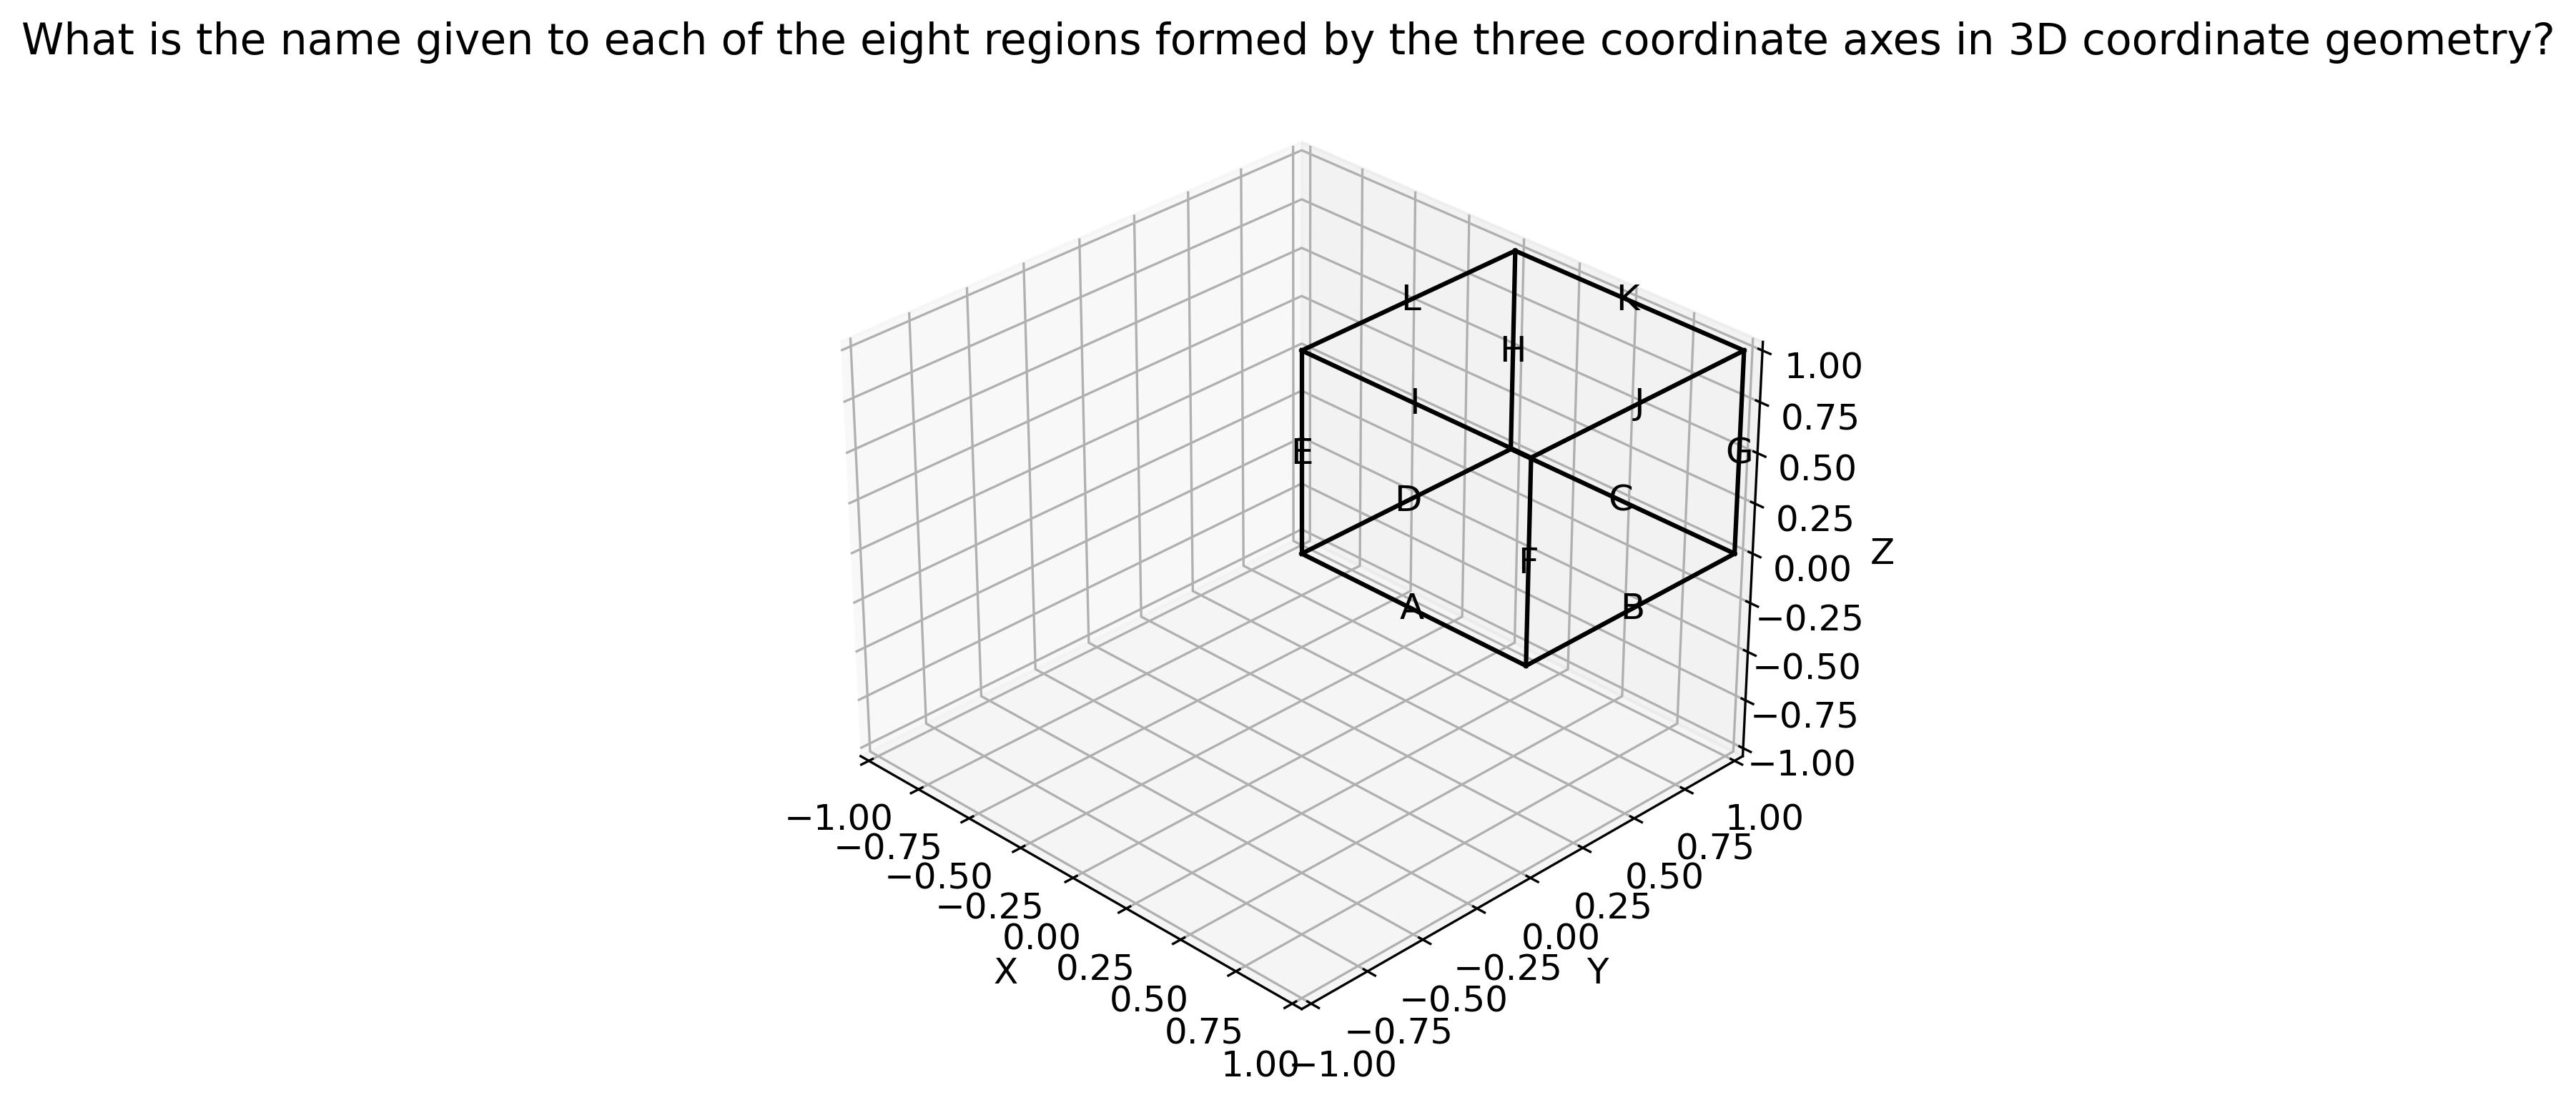 What is the name given to each of the eight regions formed by the three coordinate axes in 3D coordinate geometry?
L
K
H
I
J
E
G
D
C
F
A
B
1.00
0.75
0.50
0.25
0.00
−0.25
−0.50
−0.75
−1.00
Z
−1.00
−0.75
−0.50
−0.25
0.00
0.25
0.50
0.75
1.00
X
−1.00
−0.75
−0.50
−0.25
0.00
0.25
0.50
0.75
1.00
Y